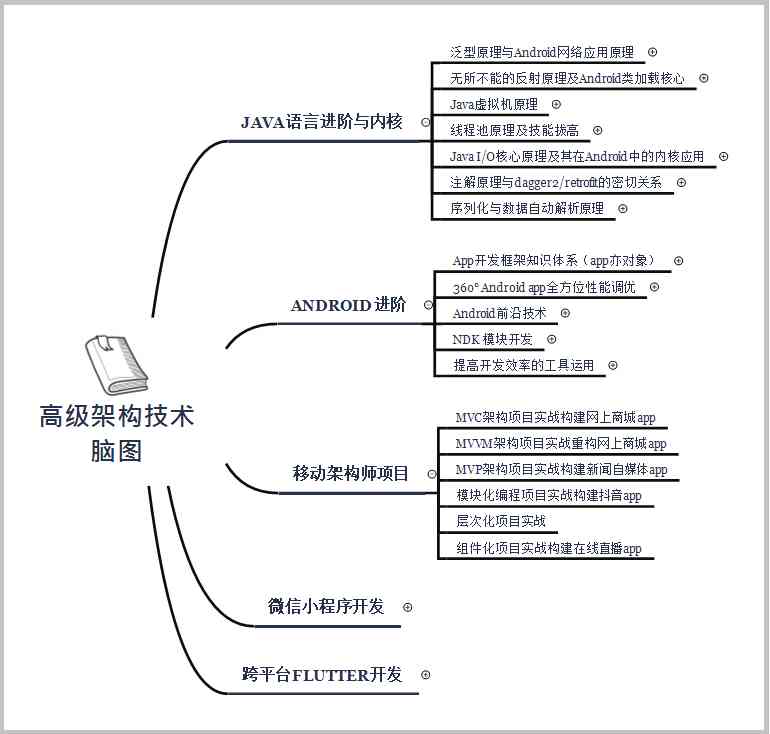 高级架构技术
脑图
JAVA语言进阶与内核
泛型原理与Android网络应用原理
无所不能的反射原理及Android类加载核心
Java虚拟机原理
线程池原理及技能拔高
Java I/O核心原理及其在Android中的内核应用
注解原理与dagger2/retrofit的密切关系
序列化与数据自动解析原理
ANDROID 进阶
App开发框架知识体系（app亦对象）
360° Android app全方位性能调优
Android前沿技术
NDK 模块开发
提高开发效率的工具运用
移动架构师项目
MVC架构项目实战构建网上商城app
MVVM架构项目实战重构网上商城app
MVP架构项目实战构建新闻自媒体app
模块化编程项目实战构建抖音app
层次化项目实战
组件化项目实战构建在线直播app
微信小程序开发
跨平台FLUTTER开发